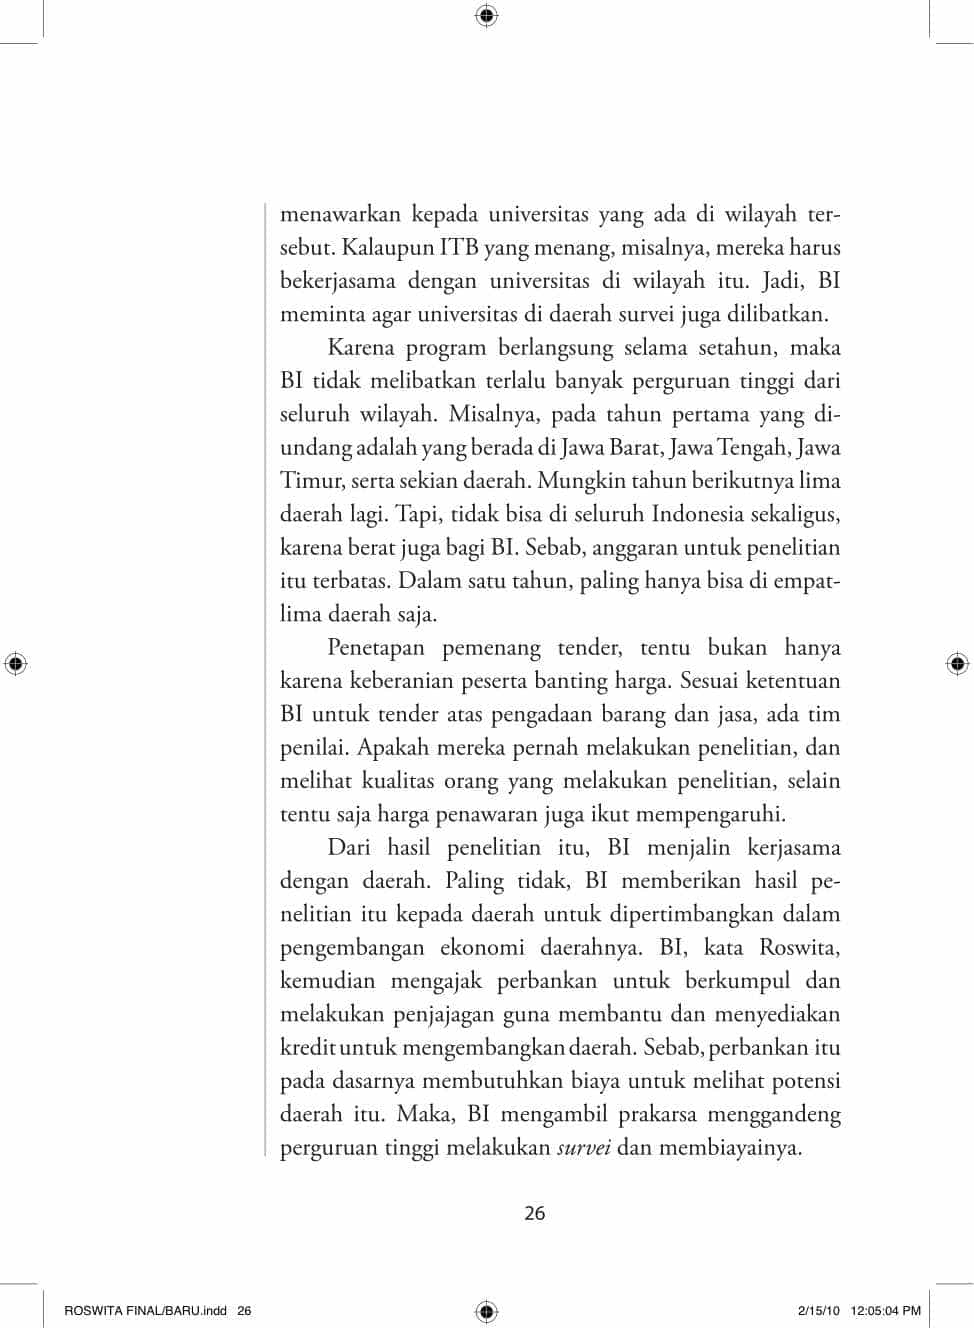 menawarkan kepada universitas yang ada di wilayah ter-
sebut. Kalaupun ITB yang menang, misalnya, mereka harus
bekerjasama dengan universitas di wilayah itu. Jadi, BI
meminta agar universitas di daerah survei juga dilibatkan.
Karena program berlangsung selama setahun, maka
BI tidak melibatkan terlalu banyak perguruan tinggi dari
seluruh wilayah. Misalnya, pada tahun pertama yang di-
undang adalah yang berada di Jawa Barat, Jawa Tengah, Jawa
Timur, serta sekian daerah. Mungkin tahun berikutnya lima
daerah lagi. Tapi, tidak bisa di seluruh Indonesia sekaligus,
karena berat juga bagi BI. Sebab, anggaran untuk penelitian
itu terbatas. Dalam satu tahun, paling hanya bisa di empat-
lima daerah saja.
Penetapan pemenang tender, tentu bukan hanya
karena keberanian peserta banting harga. Sesuai ketentuan
BI untuk tender atas pengadaan barang dan jasa, ada tim
penilai. Apakah mereka pernah melakukan penelitian, dan
melihat kualitas orang yang melakukan penelitian, selain
tentu saja harga penawaran juga ikut mempengaruhi.
Dari hasil penelitian itu, BI menjalin kerjasama
dengan daerah. Paling tidak, BI memberikan hasil pe-
nelitian itu kepada daerah untuk dipertimbangkan dalam
pengembangan ekonomi daerahnya. BI, kata Roswita,
kemudian mengajak perbankan untuk berkumpul dan
melakukan penjajagan guna membantu dan menyediakan
kredit untuk mengembangkan daerah. Sebab, perbankan itu
pada dasarnya membutuhkan biaya untuk melihat potensi
daerah itu. Maka, BI mengambil prakarsa menggandeng
perguruan tinggi melakukan survei dan membiayainya.
26
ROSWITA FINAL/BARU.indd 26
2/15/10 12:05:04 PM